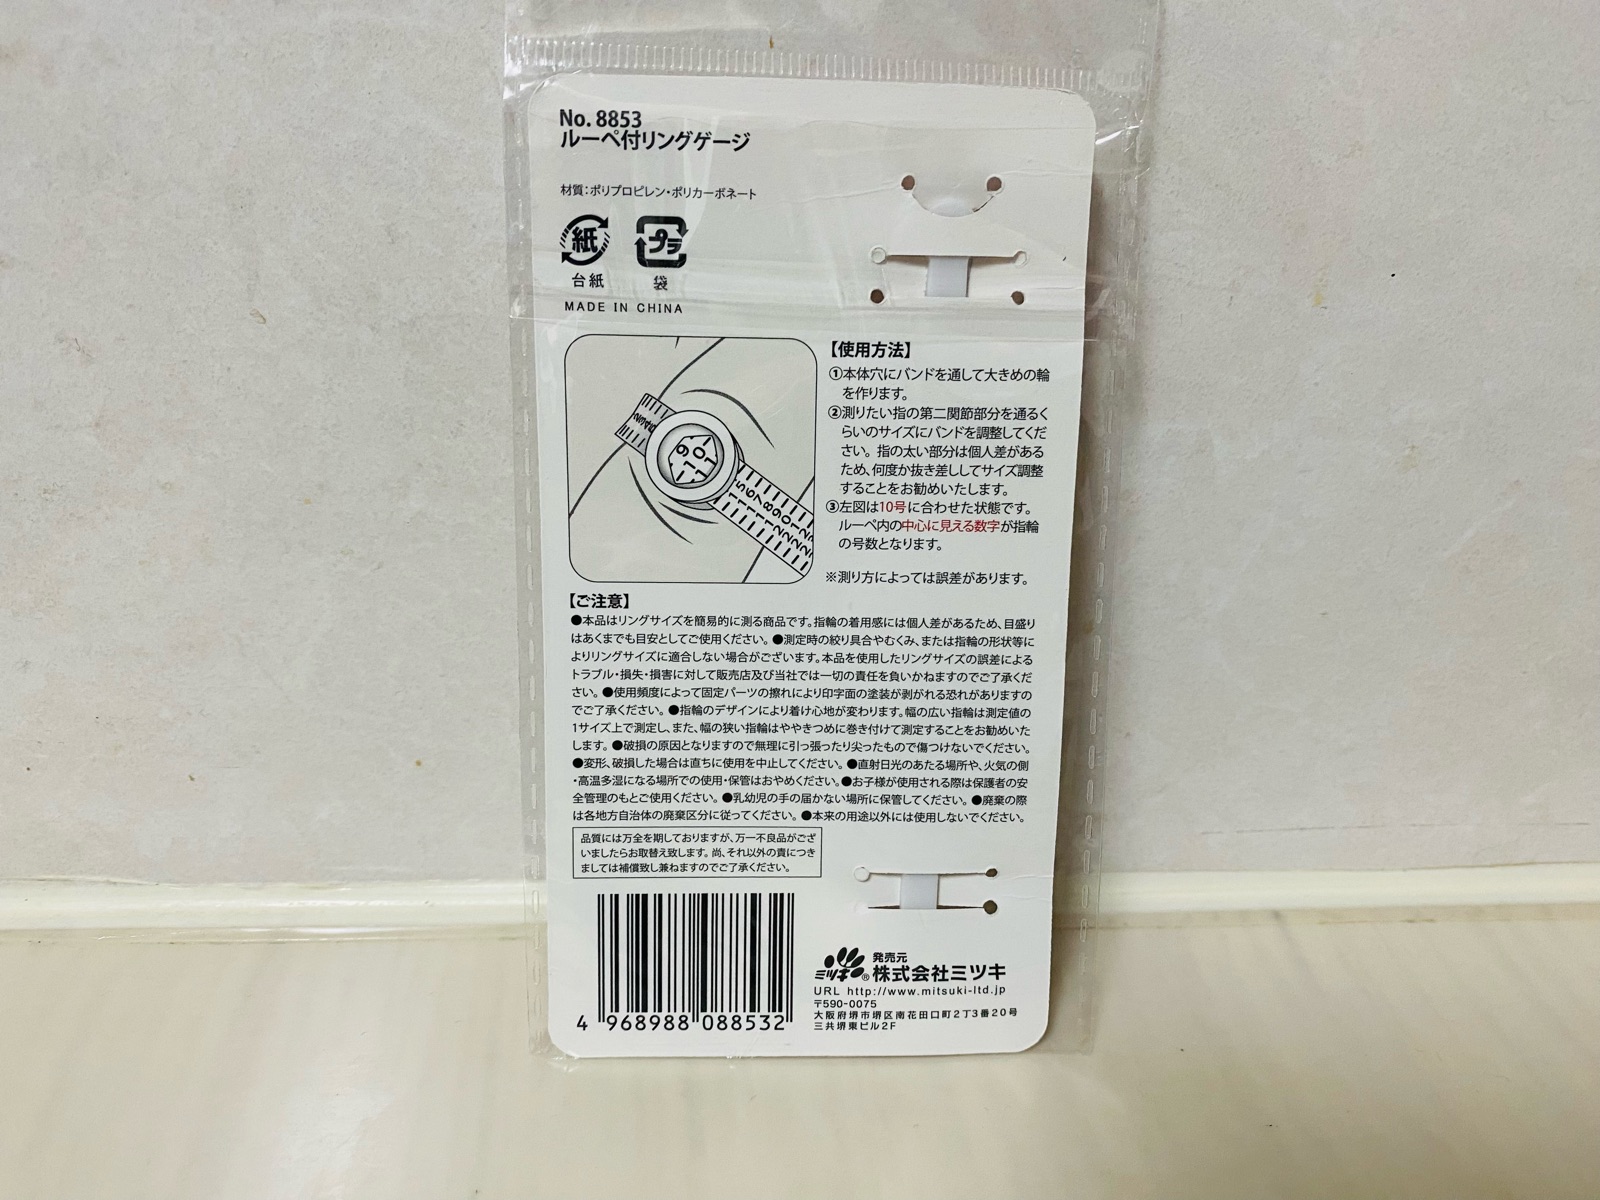 No. 8853
ルーペ付リングゲージ
材質：ポリプロピレン・ポリカーボネート
紙
プラ
台紙
袋
MADE IN CHINA
【使用方法】
①本体穴にバンドを通して大きめの輪
を作ります。
②測りたい指の第二関節部分を通るく
らいのサイズにバンドを調整してくだ
さい。指の太い部分は個人差がある
ため、何度か抜き差ししてサイズ調整
することをお勧めいたします。
③左図は10号に合わせた状態です。
ルーペ内の中心に見える数字が指輪
の号数となります。
※測り方によっては誤差があります。
【ご注意】
●本品はリングサイズを簡易的に測る商品です。指輪の着用感には個人差があるため、目盛り
はあくまでも目安としてご使用ください。●測定時の絞り具合やむくみ、または指輪の形状等に
よりリングサイズに適合しない場合がございます。本品を使用したリングサイズの誤差による
トラブル・損失・損害に対して販売店及び当社では一切の責任を負いかねますのでご了承くだ
さい。●使用頻度によって固定パーツの擦れにより印字面の塗装が剥がれる恐れがありますの
でご了承ください。●指輪のデザインにより着け心地が変わります。幅の広い指輪は測定値の
1サイズ上で測定し、また、幅の狭い指輪はややきつめに巻き付けて測定することをお勧めいた
します。●破損の原因となりますので無理に引っ張ったり尖ったもので傷つけないでください。
●変形、破損した場合は直ちに使用を中止してください。●直射日光のあたる場所や、火気の側
・高温多湿になる場所での使用・保管はおやめください。●お子様が使用される際は保護者の安
全管理のもとご使用ください。●乳幼児の手の届かない場所に保管してください。●廃棄の際
は各地方自治体の廃棄区分に従ってください。●本来の用途以外には使用しないでください。
品質には万全を期しておりますが、万一不良品がござ
いましたらお取替え致します。尚、それ以外の責につき
ましては補償致し兼ねますのでご了承ください。
4 968988 088532
ミツキ®
発売元
株式会社ミツキ
URL http://www.mitsuki-ltd.jp
〒590-0075
大阪府堺市堺区南花田口町2丁3番20号
三共堺東ビル2F